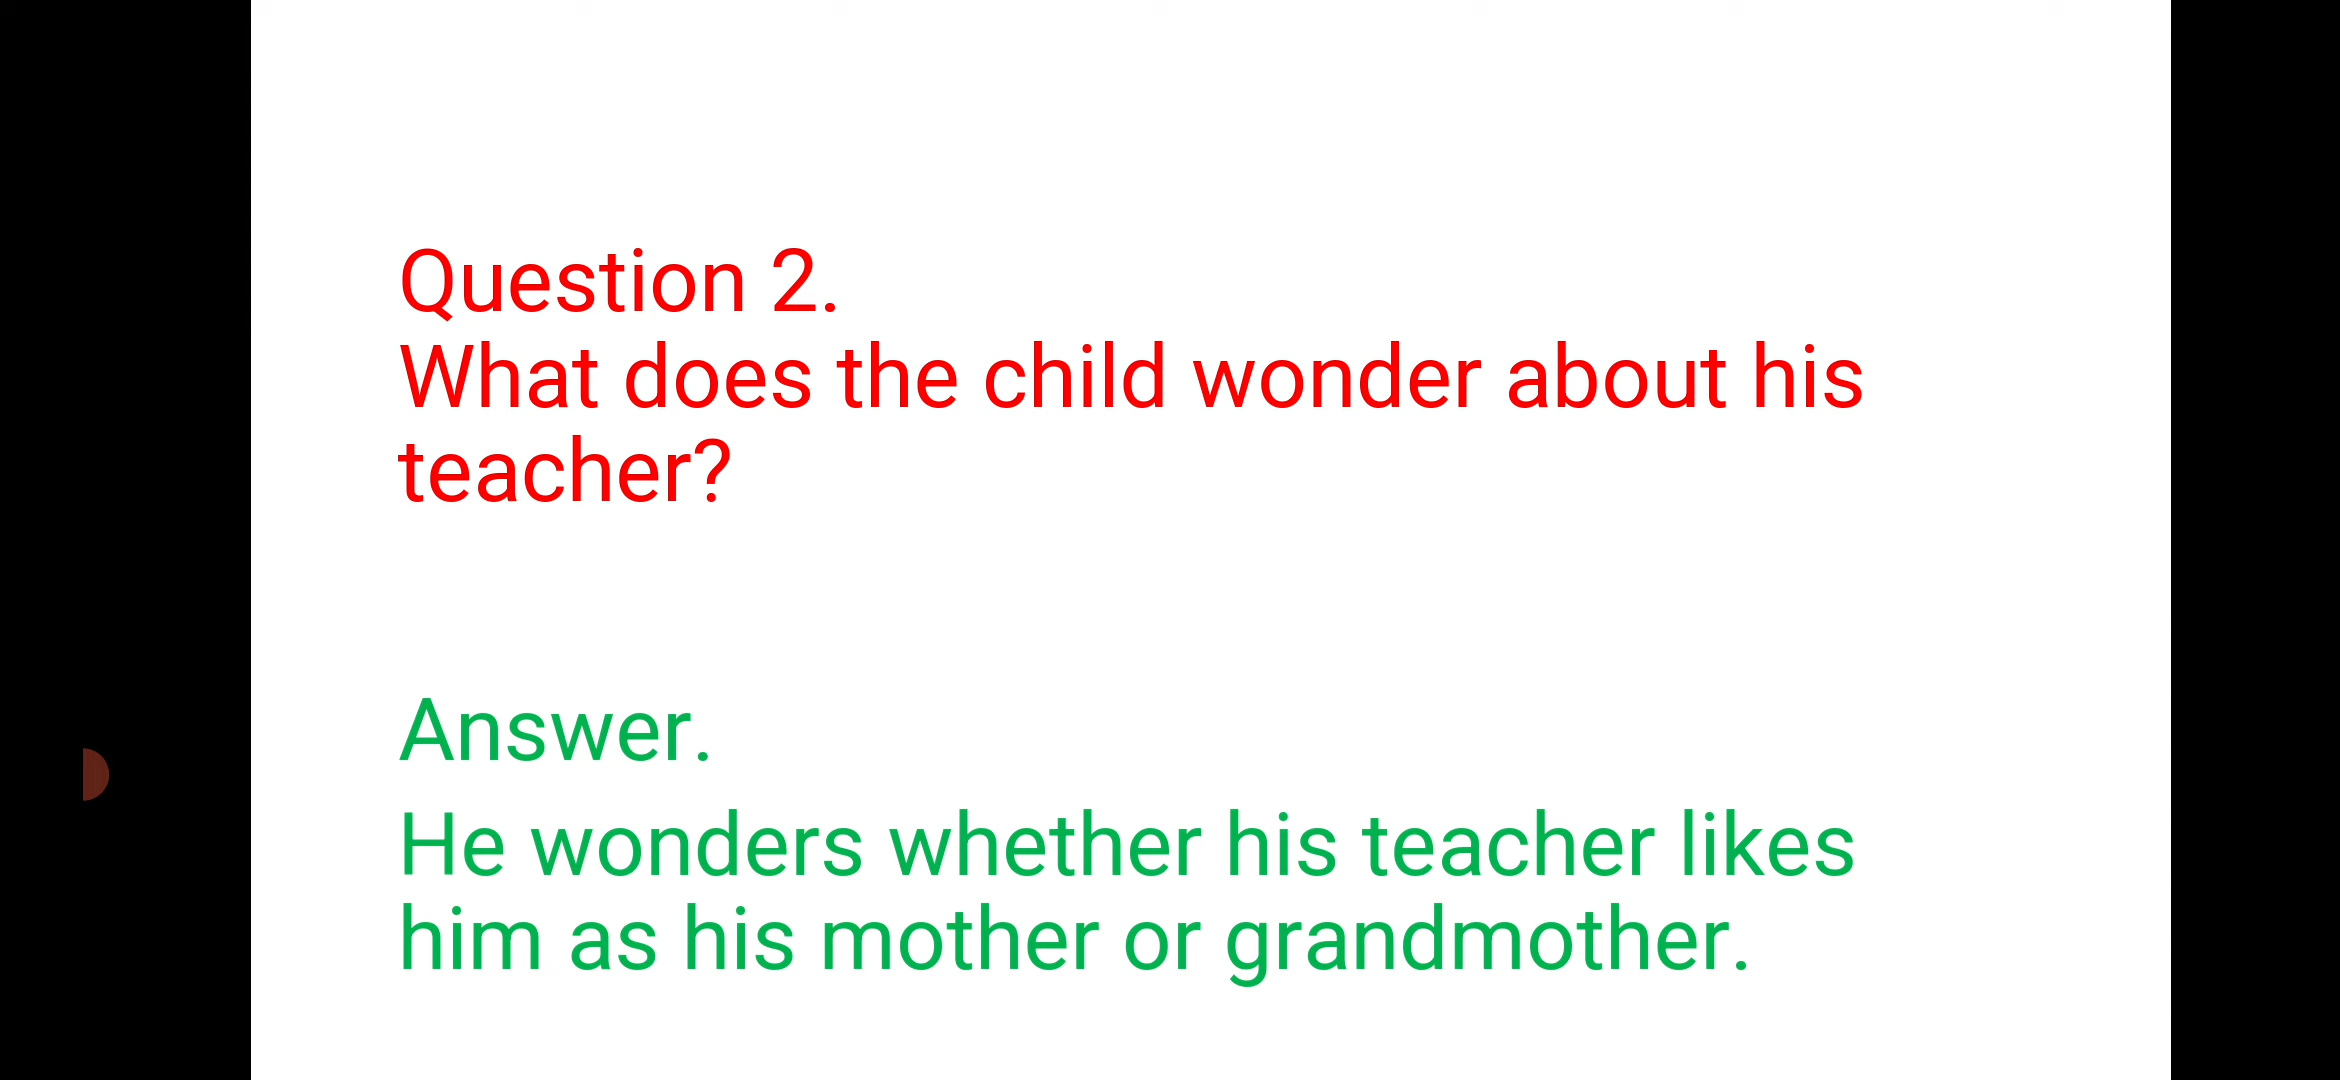 Question 2.
What does the child wonder about his
teacher?
Answer.
He wonders whether his teacher likes
him as his mother or grandmother.